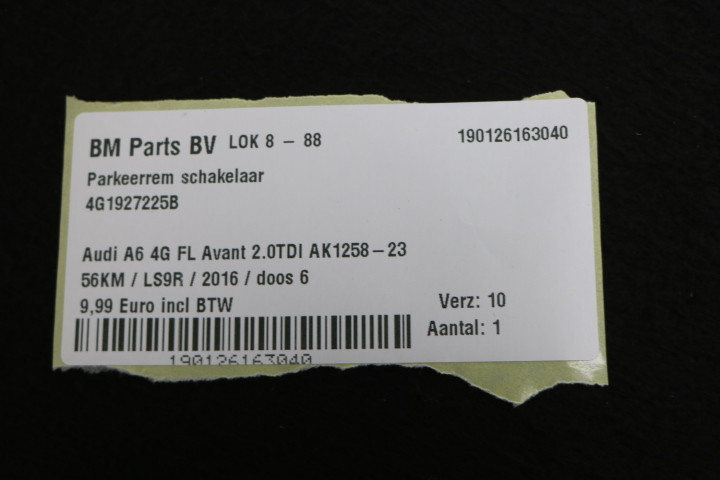 BM Parts BV LOK 8 - 88 190126163040
Parkeerrem schakelaar
4G1927225B
Audi A6 4G FL Avant 2.0TDI AK1258-23
56KM / LS9R / 2016 / doos 6
9,99 Euro incl BTW Verz: 10
Aantal: 1
190126163040